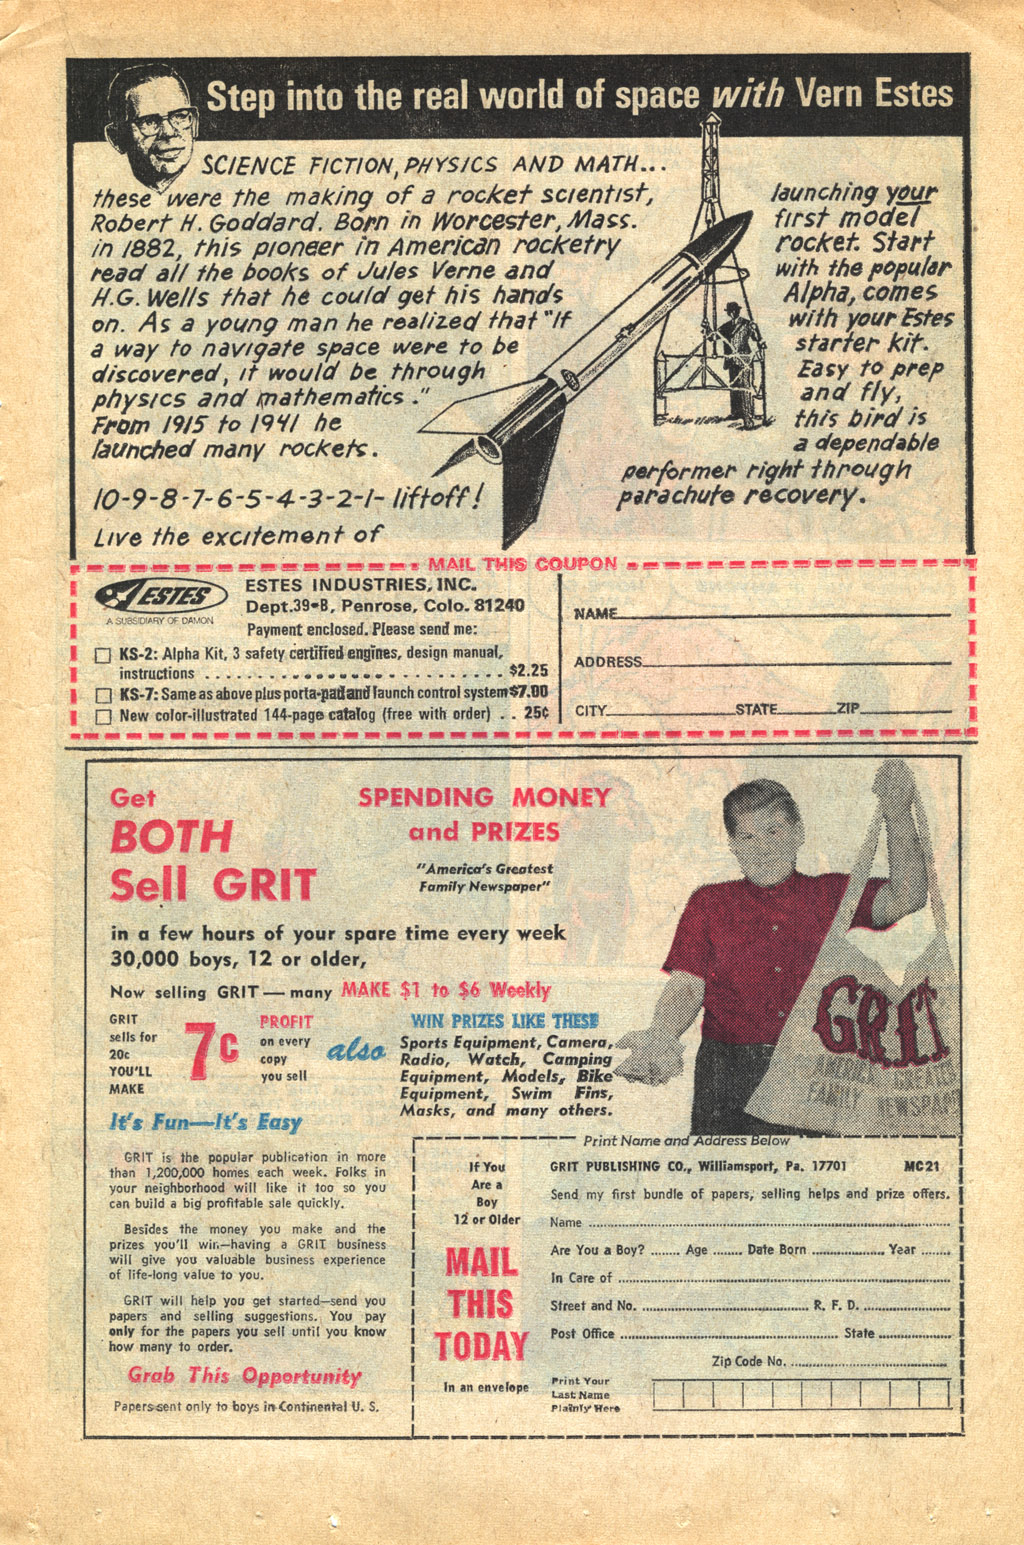 Step into the real world of space with Vern Estes
SCIENCE FICTION, PHYSICS AND MATH...
these were the making of a rocket scientist,
Robert H. Goddard. Born in Worcester, Mass.
in 1882, this pioneer in American rocketry
read all the books of Jules Verne and
H.G. Wells that he could get his hands
on. As a young man he realized that "If
a way to navigate space were to be
discovered, it would be through
physics and mathematics."
From 1915 to 1941 he
launched many rockets.
10-9-8-7-6-5-4-3-2-1- liftoff!
Live the excitement of
launching your
first model
rocket. Start
with the popular
Alpha, comes
with your Estes
starter kit.
Easy to prep
and fly,
this bird is
a dependable
performer right through
parachute recovery.
MAIL THIS COUPON
ESTES
A SUBSIDIARY OF DAMON
ESTES INDUSTRIES, INC.
Dept. 39-B, Penrose, Colo. 81240
Payment enclosed. Please send me:
KS-2: Alpha Kit, 3 safety certified engines, design manual,
instructions . . . . . . . . . . . . . . . . . . . . . $2.25
KS-7: Same as above plus porta-pad and launch control system $7.00
New color-illustrated 144-page catalog (free with order) . . 25¢
NAME
ADDRESS
CITY STATE ZIP
Get
BOTH
Sell GRIT
SPENDING MONEY
and PRIZES
"America's Greatest
Family Newspaper"
in a few hours of your spare time every week
30,000 boys, 12 or older,
Now selling GRIT — many MAKE $1 to $6 Weekly
GRIT
sells for
20c
YOU'LL
MAKE
7c
PROFIT
on every
copy
you sell
also
WIN PRIZES LIKE THESE
Sports Equipment, Camera,
Radio, Watch, Camping
Equipment, Models, Bike
Equipment, Swim Fins,
Masks, and many others.
It's Fun—It's Easy
GRIT is the popular publication in more
than 1,200,000 homes each week. Folks in
your neighborhood will like it too so you
can build a big profitable sale quickly.
Besides the money you make and the
prizes you'll win—having a GRIT business
will give you valuable business experience
of life-long value to you.
GRIT will help you get started—send you
papers and selling suggestions. You pay
only for the papers you sell until you know
how many to order.
Grab This Opportunity
Papers sent only to boys in Continental U. S.
GRIT
AMERICA'S GREATEST
FAMILY NEWSPAP
Print Name and Address Below
If You
Are a
Boy
12 or Older
MAIL
THIS
TODAY
In an envelope
GRIT PUBLISHING CO., Williamsport, Pa. 17701 MC21
Send my first bundle of papers, selling helps and prize offers.
Name
Are You a Boy? ....... Age ....... Date Born ............... Year .......
In Care of
Street and No. R. F. D.
Post Office State
Zip Code No.
Print Your
Last Name
Plainly Here